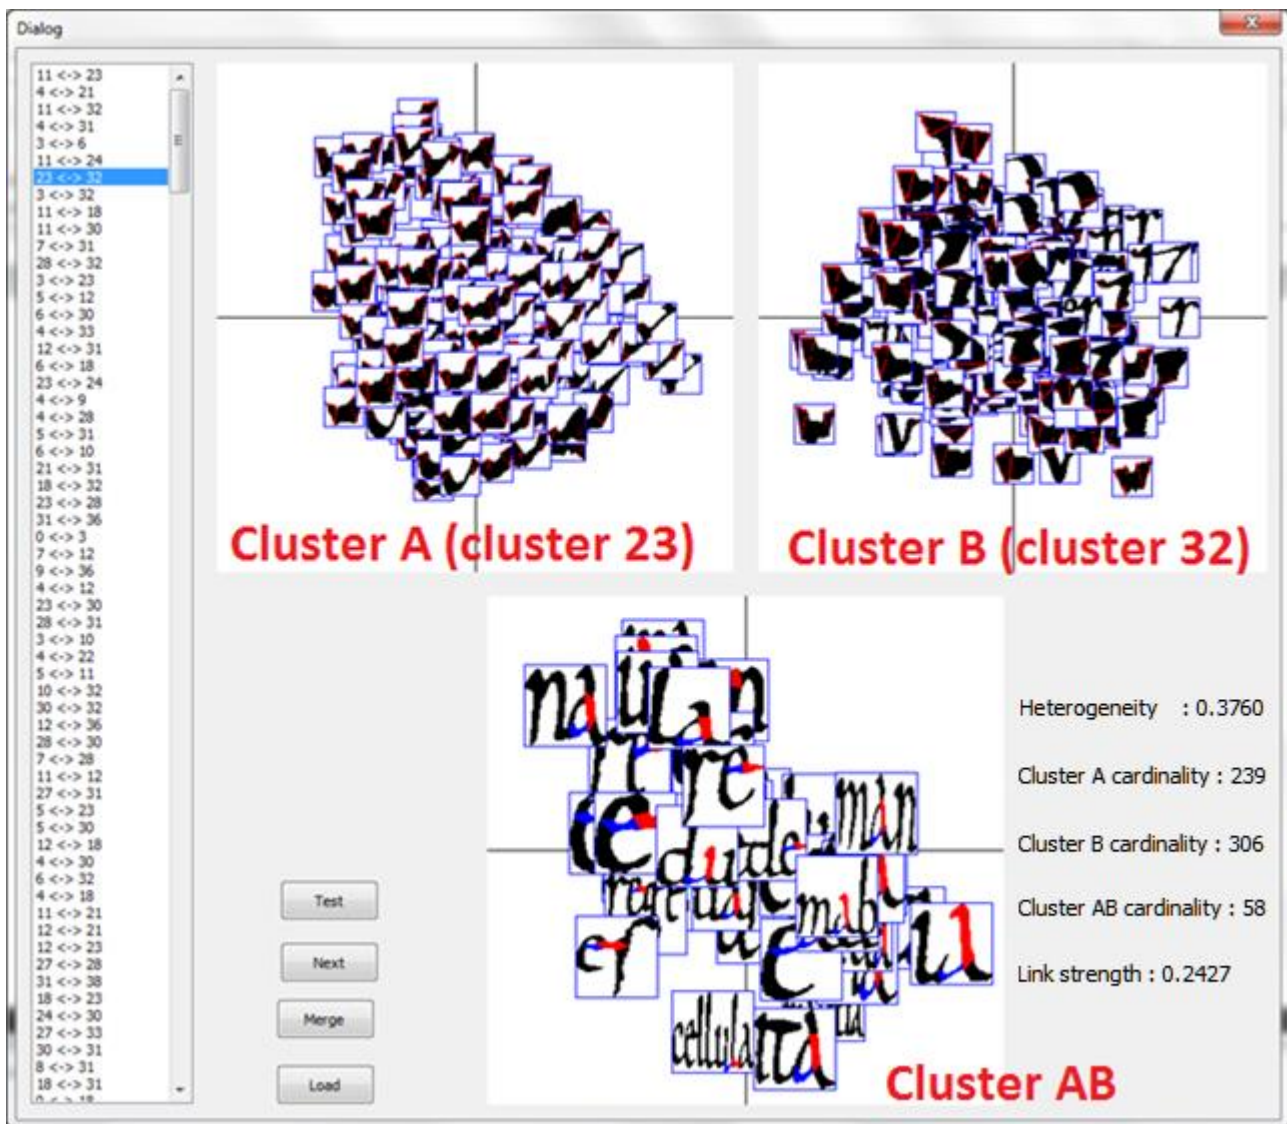 Dialog
11 <-> 23
4 <-> 21
11 <-> 32
4 <-> 31
3 <-> 6
11 <-> 24
23 <-> 32
3 <-> 32
11 <-> 18
11 <-> 30
7 <-> 31
28 <-> 32
3 <-> 23
5 <-> 12
6 <-> 30
4 <-> 33
12 <-> 31
6 <-> 18
23 <-> 24
4 <-> 9
4 <-> 28
5 <-> 31
6 <-> 10
21 <-> 31
18 <-> 32
23 <-> 28
31 <-> 36
0 <-> 3
7 <-> 12
9 <-> 36
4 <-> 12
23 <-> 30
28 <-> 31
3 <-> 10
4 <-> 22
5 <-> 11
10 <-> 32
30 <-> 32
12 <-> 36
28 <-> 30
7 <-> 28
11 <-> 12
27 <-> 31
5 <-> 23
5 <-> 30
12 <-> 18
4 <-> 30
6 <-> 32
4 <-> 18
11 <-> 21
12 <-> 21
12 <-> 23
27 <-> 28
31 <-> 38
18 <-> 23
24 <-> 30
27 <-> 33
30 <-> 31
8 <-> 31
18 <-> 31
Cluster A (cluster 23)
Cluster B (cluster 32)
na
re
man
e
du
mab
cellula
Heterogeneity : 0.3760
Cluster A cardinality : 239
Cluster B cardinality : 306
Cluster AB cardinality : 58
Link strength : 0.2427
Test
Next
Merge
Load
Cluster AB